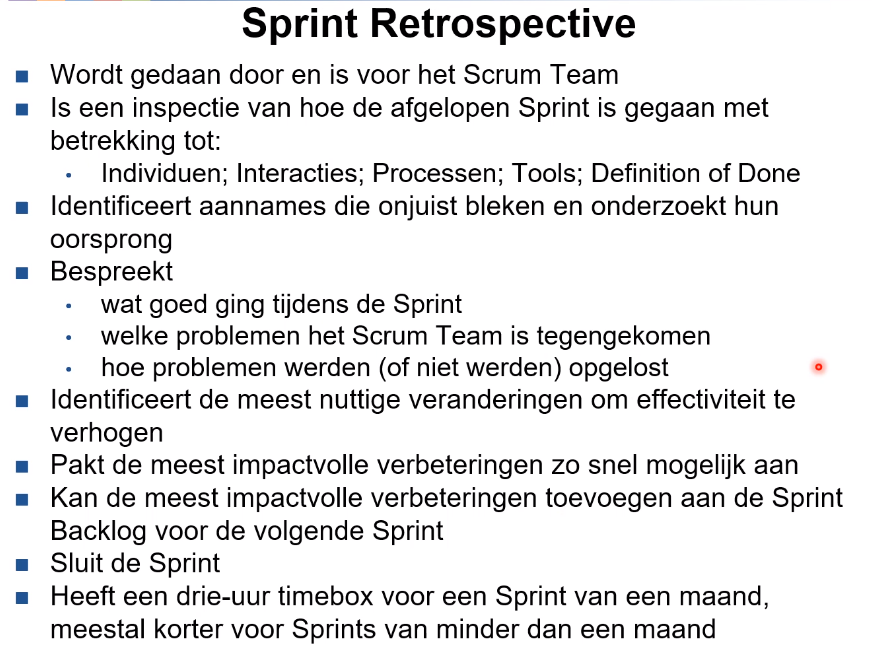 Sprint Retrospective
■ Wordt gedaan door en is voor het Scrum Team
■ Is een inspectie van hoe de afgelopen Sprint is gegaan met
betrekking tot:
• Individuen; Interacties; Processen; Tools; Definition of Done
■ Identificeert aannames die onjuist bleken en onderzoekt hun
oorsprong
■ Bespreekt
• wat goed ging tijdens de Sprint
• welke problemen het Scrum Team is tegengekomen
• hoe problemen werden (of niet werden) opgelost
■ Identificeert de meest nuttige veranderingen om effectiviteit te
verhogen
■ Pakt de meest impactvolle verbeteringen zo snel mogelijk aan
■ Kan de meest impactvolle verbeteringen toevoegen aan de Sprint
Backlog voor de volgende Sprint
■ Sluit de Sprint
■ Heeft een drie-uur timebox voor een Sprint van een maand,
meestal korter voor Sprints van minder dan een maand